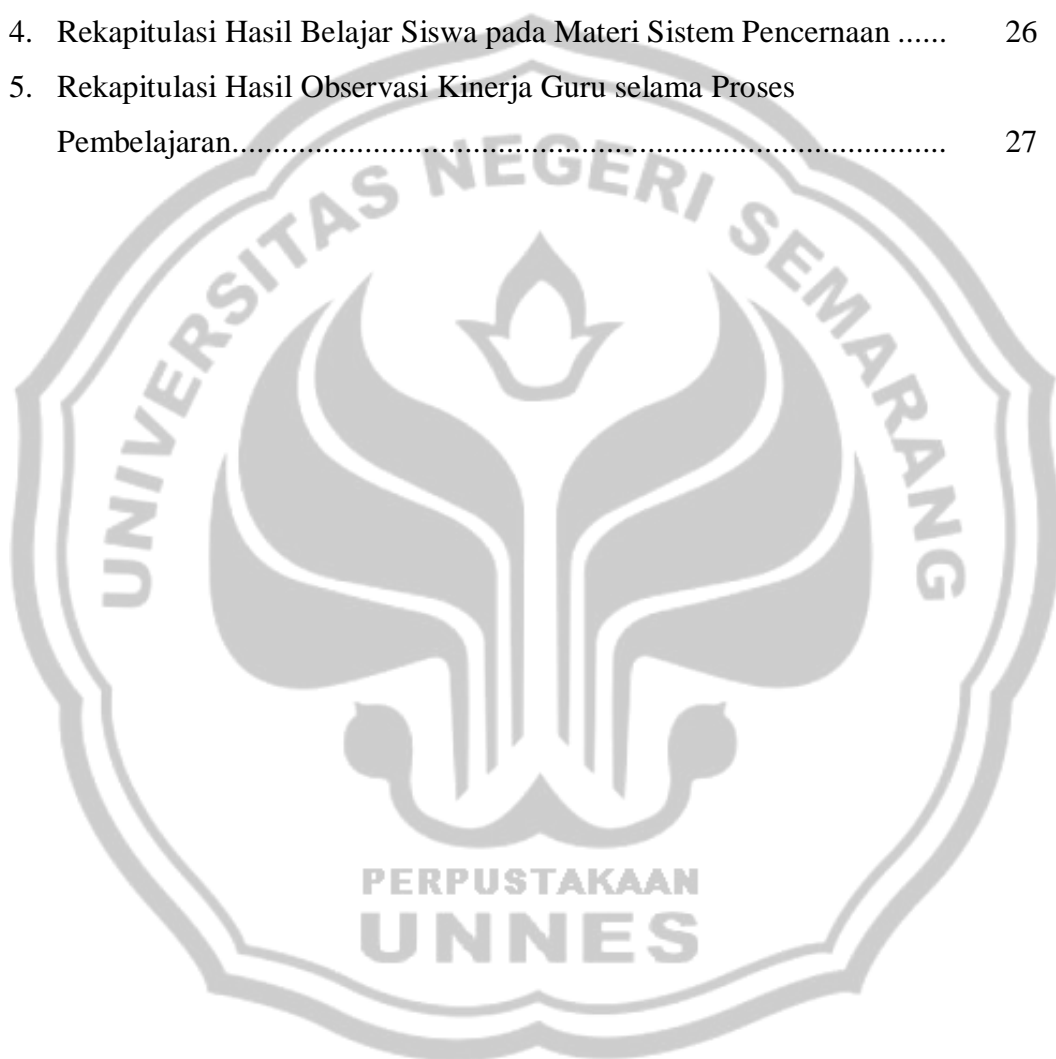 4. Rekapitulasi Hasil Belajar Siswa pada Materi Sistem Pencernaan ...... 26
5. Rekapitulasi Hasil Observasi Kinerja Guru selama Proses
Pembelajaran................................................................................ 27
UNIVERSITAS NEGERI SEMARANG
PERPUSTAKAAN
UNNES